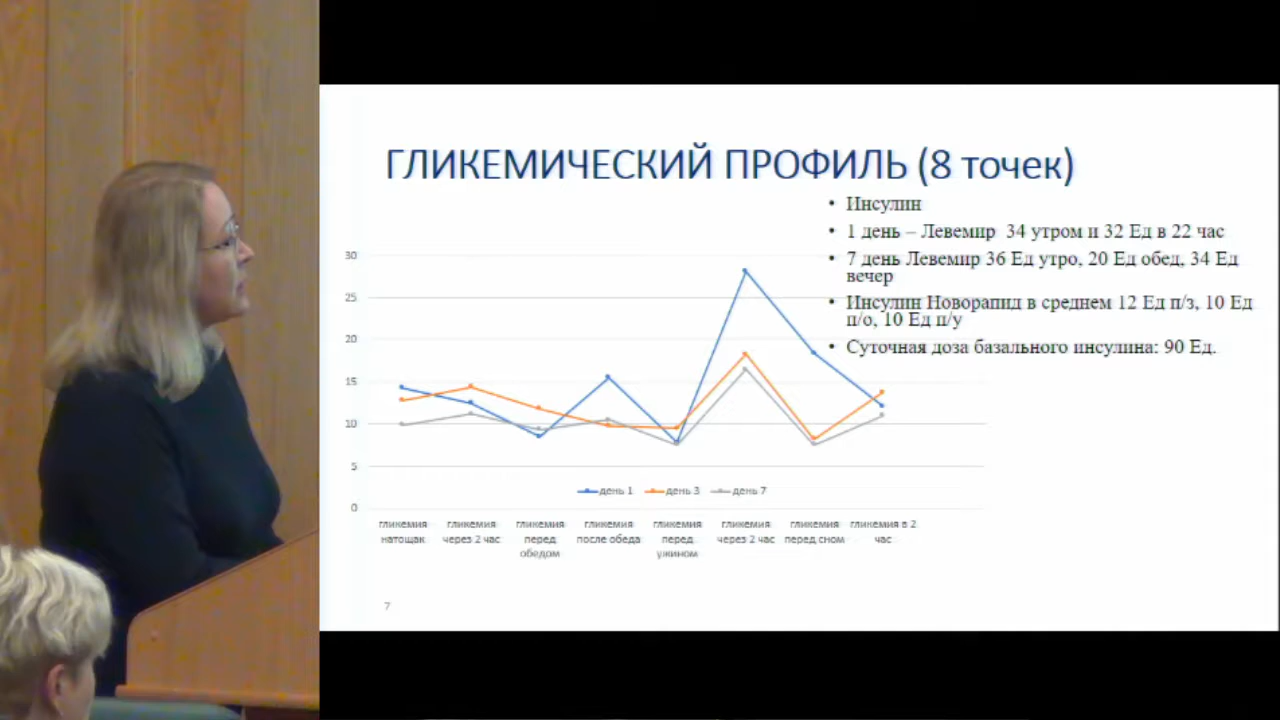 ГЛИКЕМИЧЕСКИЙ ПРОФИЛЬ (8 точек)
• Инсулин
• 1 день – Левемир 34 утром и 32 Ед в 22 час
• 7 день Левемир 36 Ед утро, 20 Ед обед, 34 Ед
вечер
• Инсулин Новорапид в среднем 12 Ед п/з, 10 Ед
п/о, 10 Ед п/у
• Суточная доза базального инсулина: 90 Ед.
30
25
20
15
10
5
0
день 1 день 3 день 7
гликемия натощак
гликемия через 2 час
гликемия перед обедом
гликемия после обеда
гликемия перед ужином
гликемия через 2 час
гликемия перед сном
гликемия в 2 час
7